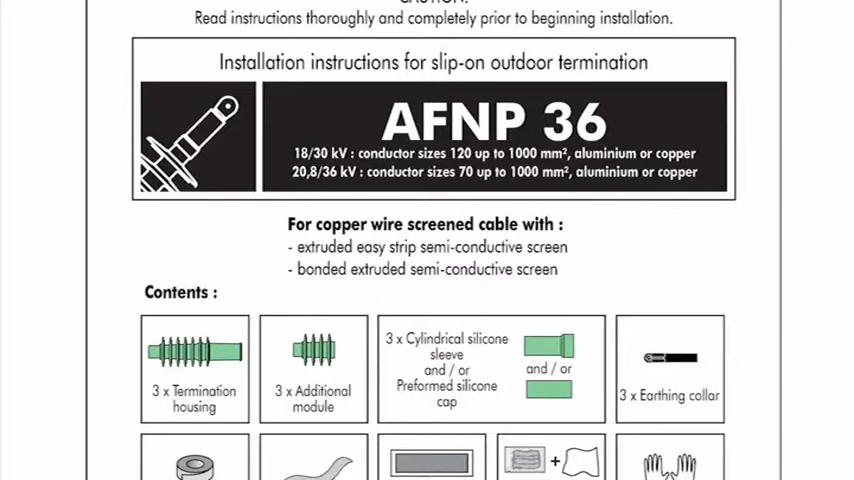 CAUTION:
Read instructions thoroughly and completely prior to beginning installation.
Installation instructions for slip-on outdoor termination
AFNP 36
18/30 kV : conductor sizes 120 up to 1000 mm², aluminium or copper
20,8/36 kV : conductor sizes 70 up to 1000 mm², aluminium or copper
For copper wire screened cable with :
- extruded easy strip semi-conductive screen
- bonded extruded semi-conductive screen
Contents :
3 x Termination
housing
3 x Additional
module
3 x Cylindrical silicone
sleeve
and / or
Preformed silicone
cap
and / or
3 x Earthing collar
+